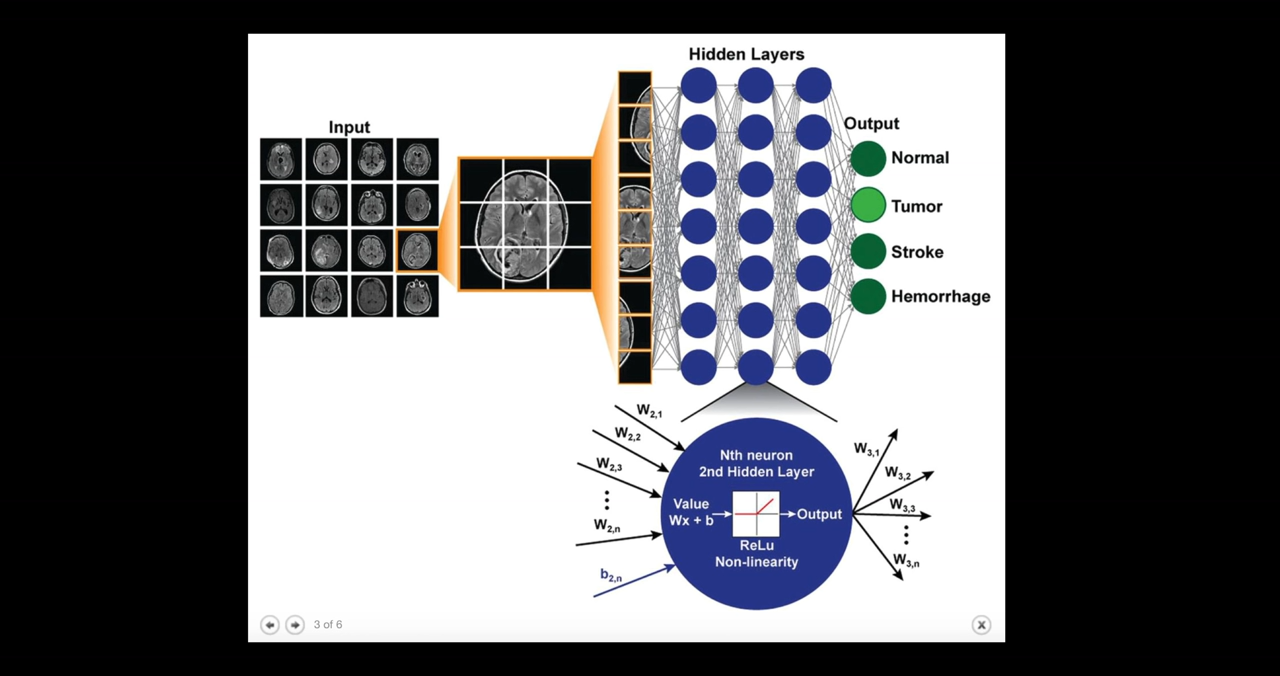 Hidden Layers
Input
Output
Normal
Tumor
Stroke
Hemorrhage
W2,1
W2,2
W2,3
W2,n
b2,n
Nth neuron
2nd Hidden Layer
Value
Wx + b
Output
ReLu
Non-linearity
W3,1
W3,2
W3,3
W3,n
3 of 6
X